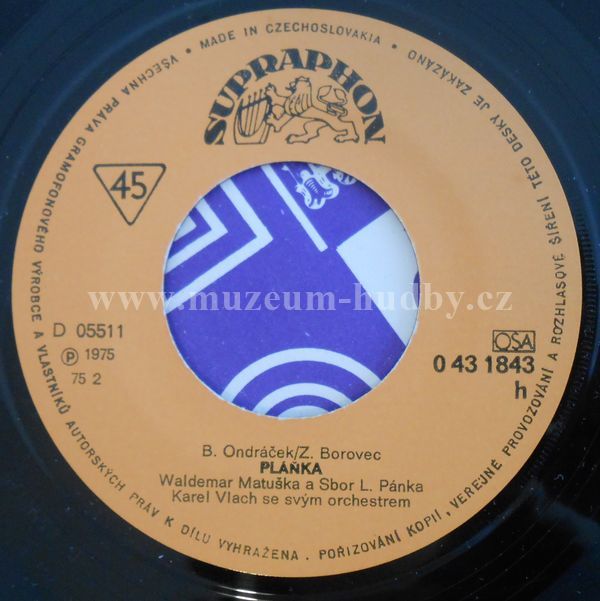 VŠECHNA PRÁVA GRAMOFONOVÉHO VÝROBCE A VLASTNÍKŮ AUTORSKÝCH PRÁV K DÍLU VYHRAŽENA . POŘIZOVÁNÍ KOPIÍ, VEŘEJNÉ PROVOZOVÁNÍ A ROZHLASOVÉ ŠÍŘENÍ TÉTO DESKY JE ZAKÁZÁNO
• MADE IN CZECHOSLOVAKIA •
SUPRAPHON
45
www.muzeum-hudby.cz
D 05511
Ⓟ 1975
75 2
OSA
0 43 1843
h
B. Ondráček/Z. Borovec
PLÁŇKA
Waldemar Matuška a Sbor L. Pánka
Karel Vlach se svým orchestrem